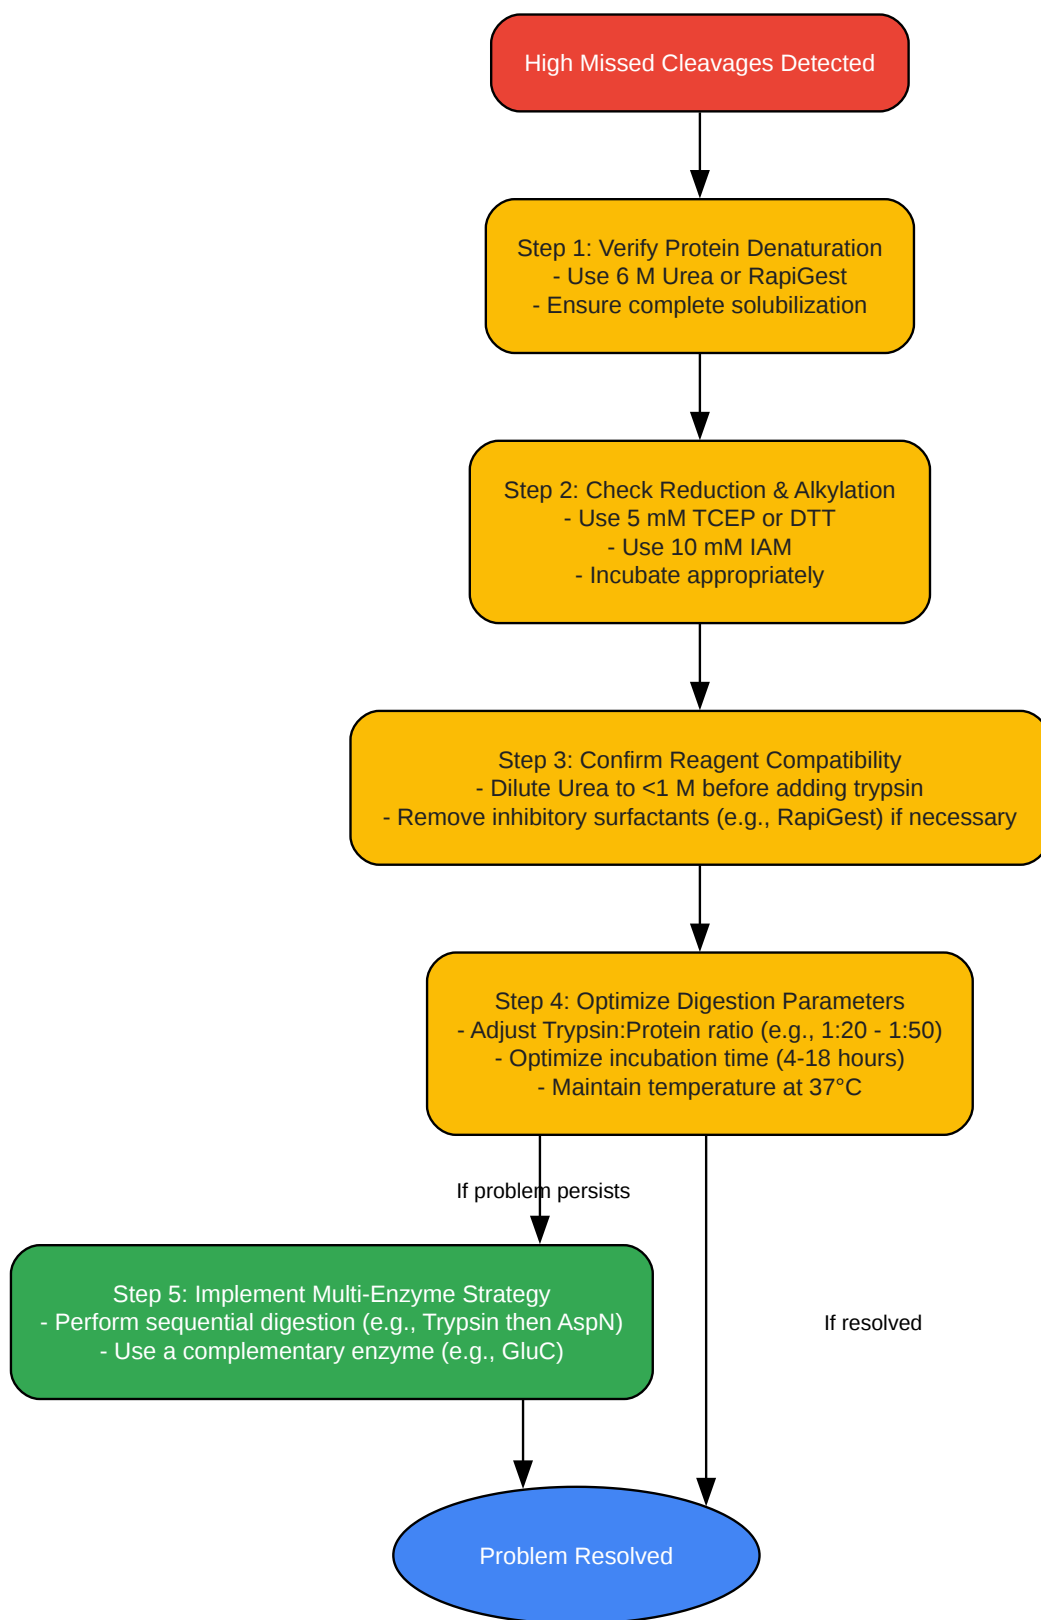 High Missed Cleavages Detected
Step 1: Verify Protein Denaturation
- Use 6 M Urea or RapiGest
- Ensure complete solubilization
Step 2: Check Reduction & Alkylation
- Use 5 mM TCEP or DTT
- Use 10 mM IAM
- Incubate appropriately
Step 3: Confirm Reagent Compatibility
- Dilute Urea to <1 M before adding trypsin
- Remove inhibitory surfactants (e.g., RapiGest) if necessary
Step 4: Optimize Digestion Parameters
- Adjust Trypsin:Protein ratio (e.g., 1:20 - 1:50)
- Optimize incubation time (4-18 hours)
- Maintain temperature at 37°C
If problem persists
Step 5: Implement Multi-Enzyme Strategy
- Perform sequential digestion (e.g., Trypsin then AspN)
- Use a complementary enzyme (e.g., GluC)
If resolved
Problem Resolved